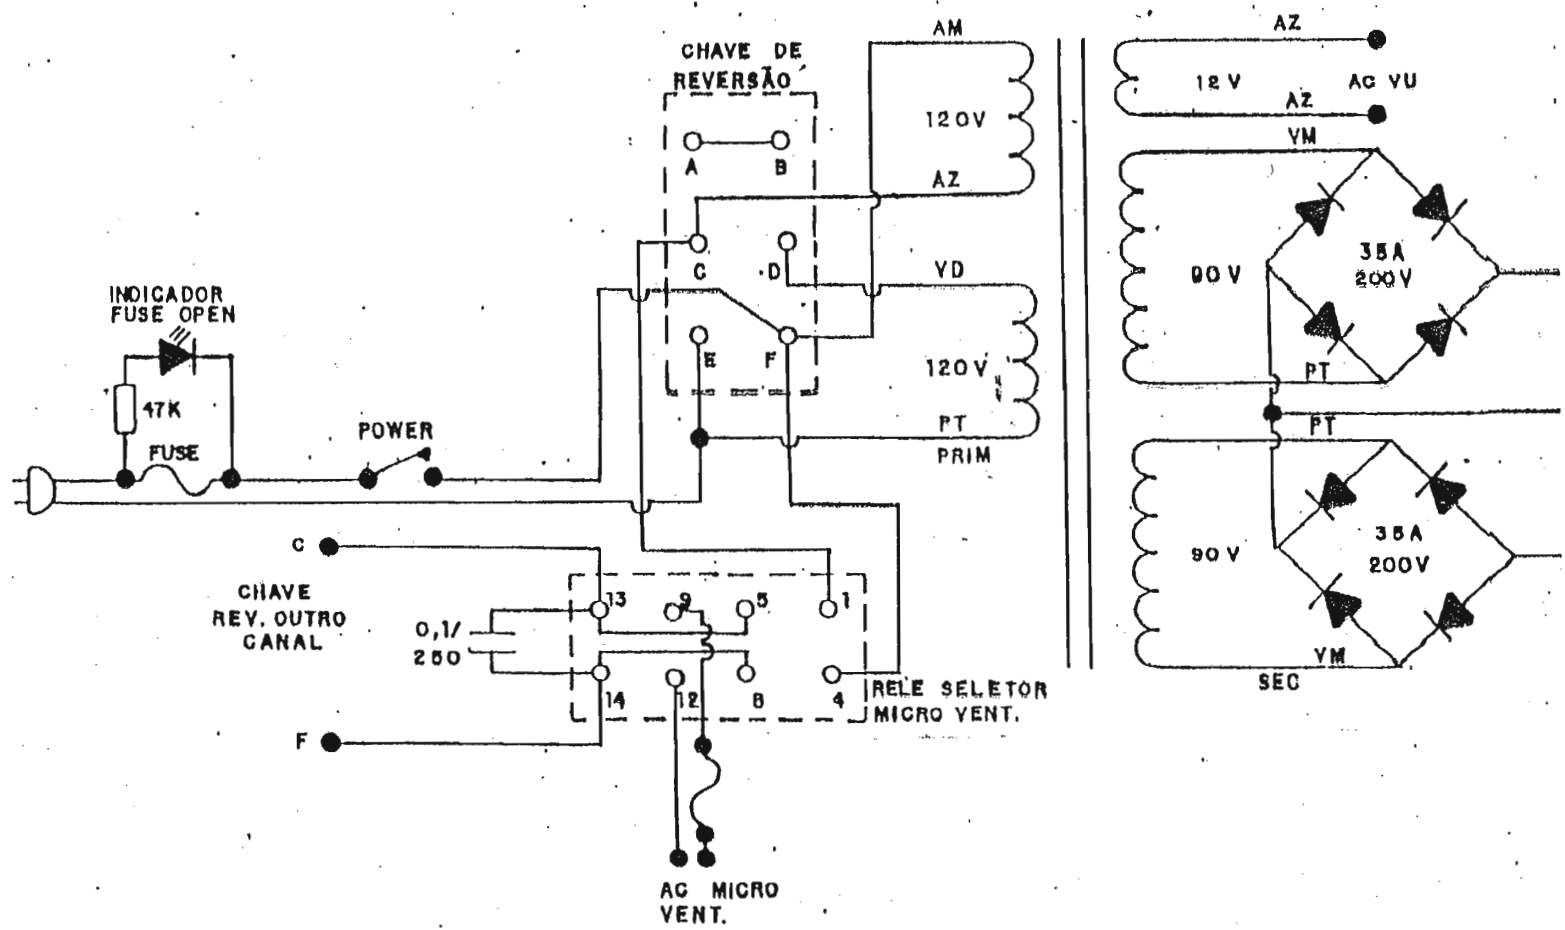 CHAVE DE
REVERSÃO
A
B
C
D
E
F
AM
120V
AZ
VD
120V
PT
PRIM
AZ
12V
AC VU
AZ
VM
90V
35A
200V
PT
PT
90V
35A
200V
VM
SEC
INDICADOR
FUSE OPEN
47K
FUSE
POWER
C
CHAVE
REV. OUTRO
CANAL
F
0,1/
250
13
9
5
1
14
12
8
4
RELÉ SELETOR
MICRO VENT.
AC MICRO
VENT.